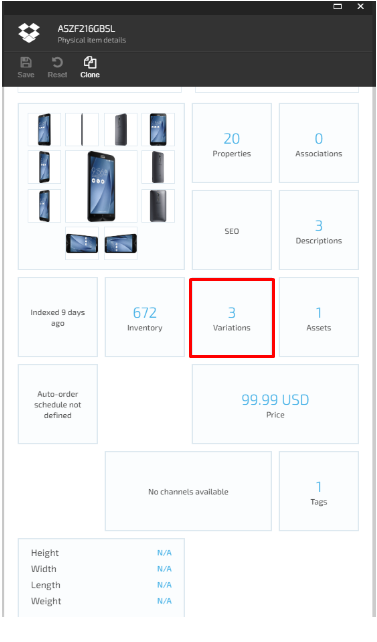 ASZF216GBSL
Physical Item details
Save Reset Clone
20
Properties
0
Associations
SEO
3
Descriptions
Indexed 9 days
ago
672
Inventory
3
Variations
1
Assets
Auto-order
schedule not
defined
99.99 USD
Price
No channels available
1
Tags
Height N/A
Width N/A
Length N/A
Weight N/A